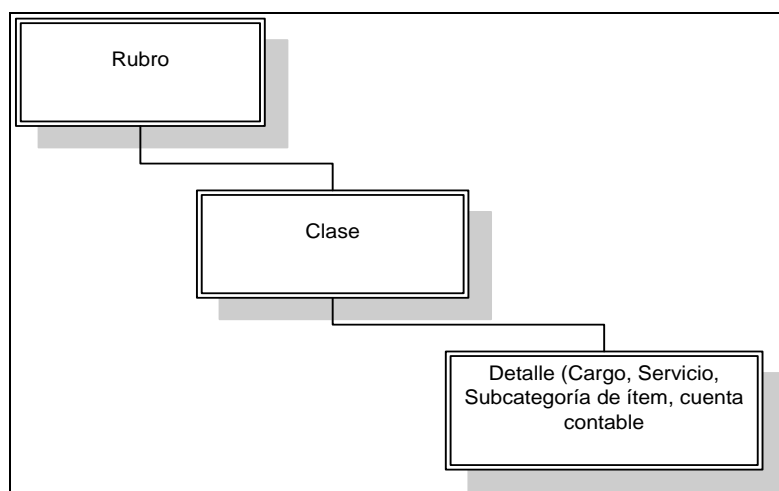 Rubro
Clase
Detalle (Cargo, Servicio,
Subcategoría de ítem, cuenta
contable